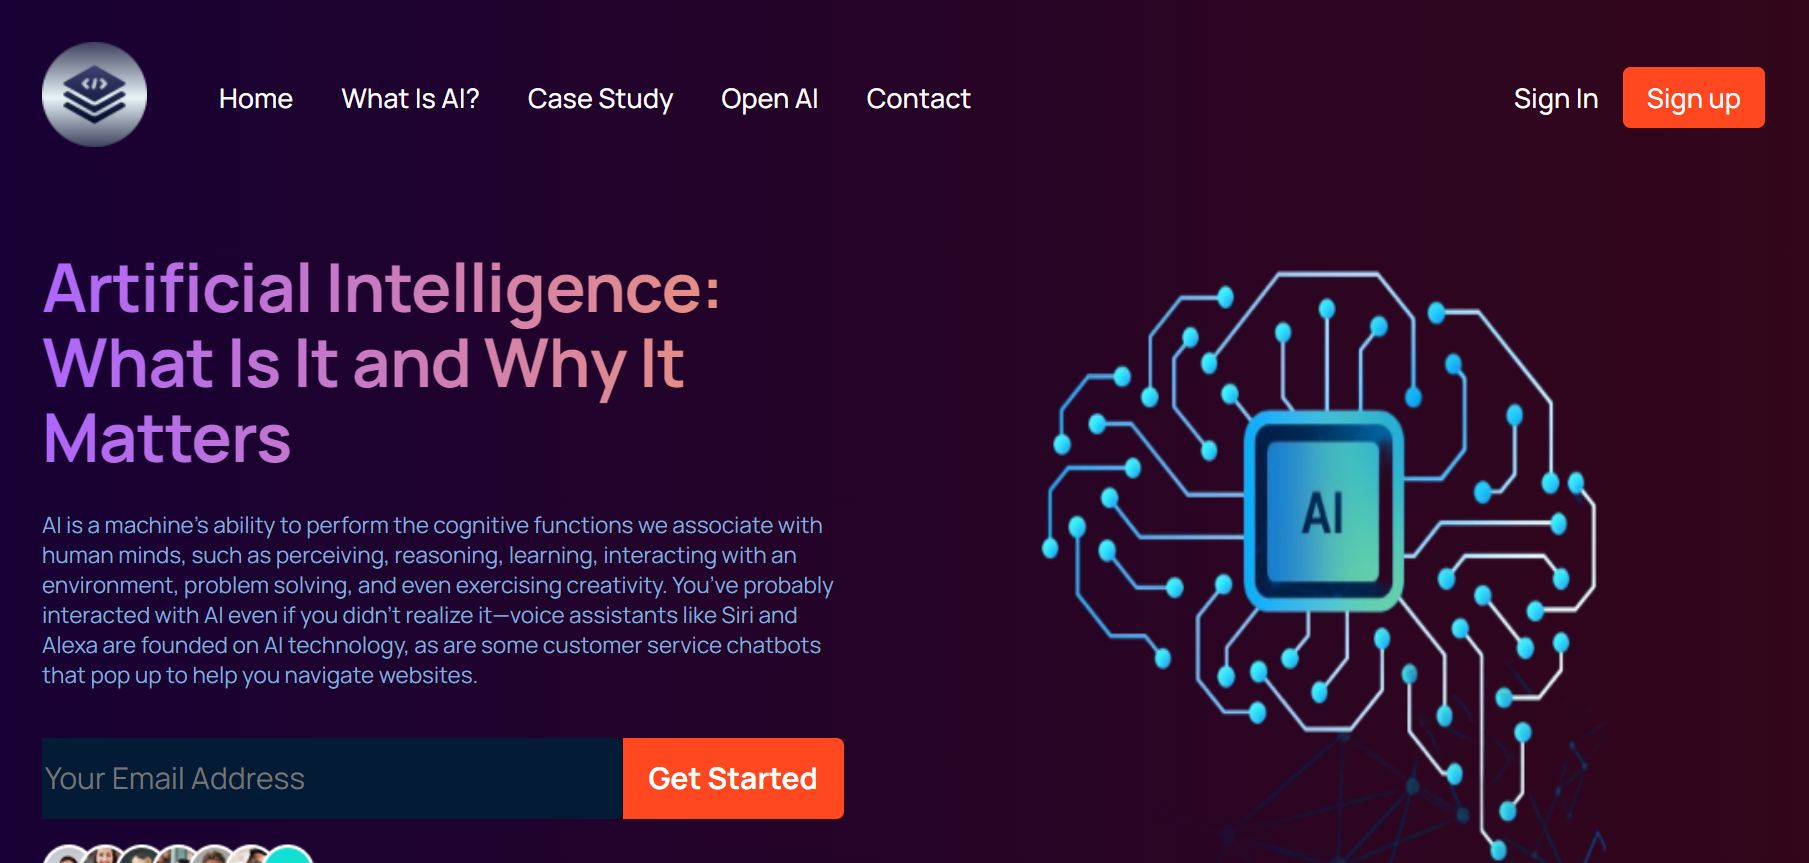 </>
Home What Is AI? Case Study Open AI Contact Sign In Sign up
Artificial Intelligence:
What Is It and Why It
Matters
AI is a machine’s ability to perform the cognitive functions we associate with
human minds, such as perceiving, reasoning, learning, interacting with an
environment, problem solving, and even exercising creativity. You’ve probably
interacted with AI even if you didn’t realize it—voice assistants like Siri and
Alexa are founded on AI technology, as are some customer service chatbots
that pop up to help you navigate websites.
Your Email Address Get Started
AI